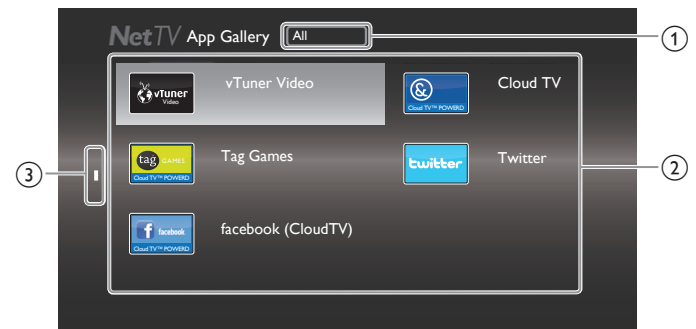 NetTV App Gallery All
1
vTuner Video
vTuner Video
& Cloud TV™ POWERD
Cloud TV
tag GAMES Cloud TV™ POWERD
Tag Games
twitter
Twitter
2
3
f facebook Cloud TV™ POWERD
facebook (CloudTV)